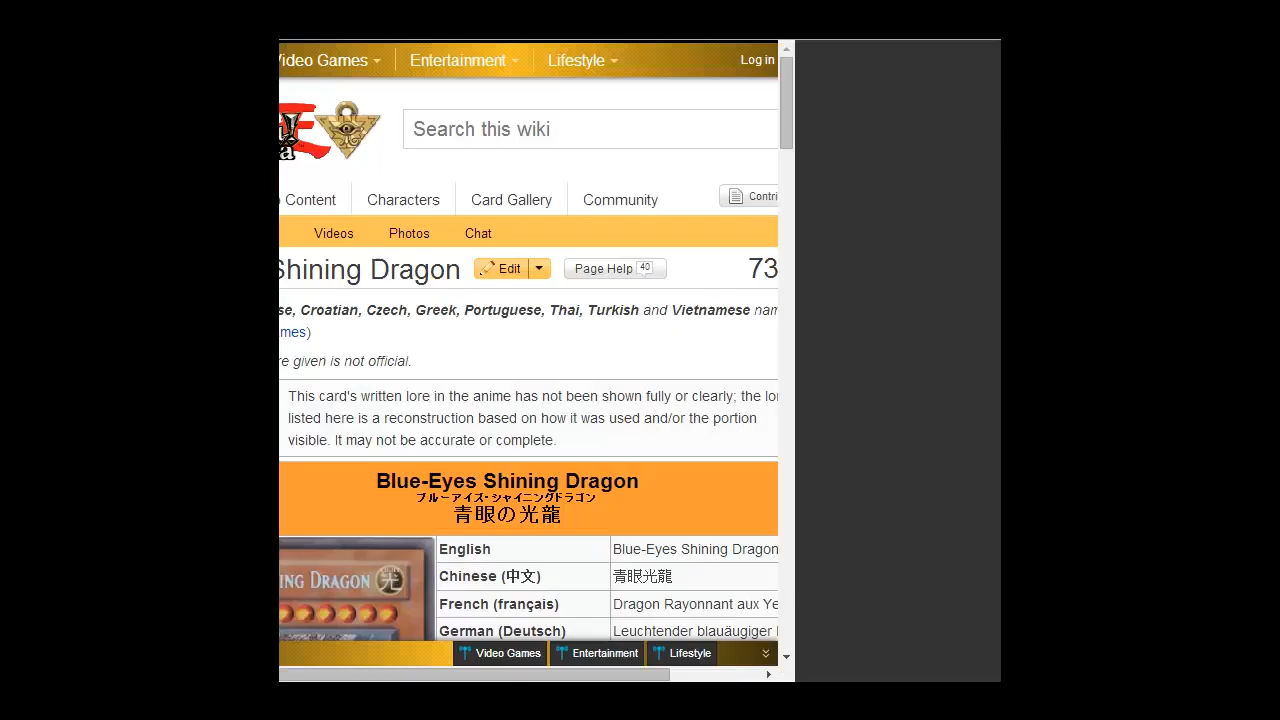 Video Games Entertainment Lifestyle Log in
Search this wiki
Content Characters Card Gallery Community
Videos Photos Chat
Shining Dragon Edit Page Help 40 73
Croatian, Czech, Greek, Portuguese, Thai, Turkish and Vietnamese
given is not official.
This card's written lore in the anime has not been shown fully or clearly; the
listed here is a reconstruction based on how it was used and/or the portion
visible. It may not be accurate or complete.
Blue-Eyes Shining Dragon
ブルーアイズ・シャイニングドラゴン
青眼の光龍
DRAGON 光
English Blue-Eyes Shining Dragon
Chinese (中文) 青眼光龍
French (français) Dragon Rayonnant aux
German (Deutsch) Leuchtender blauäugiger
Video Games Entertainment Lifestyle